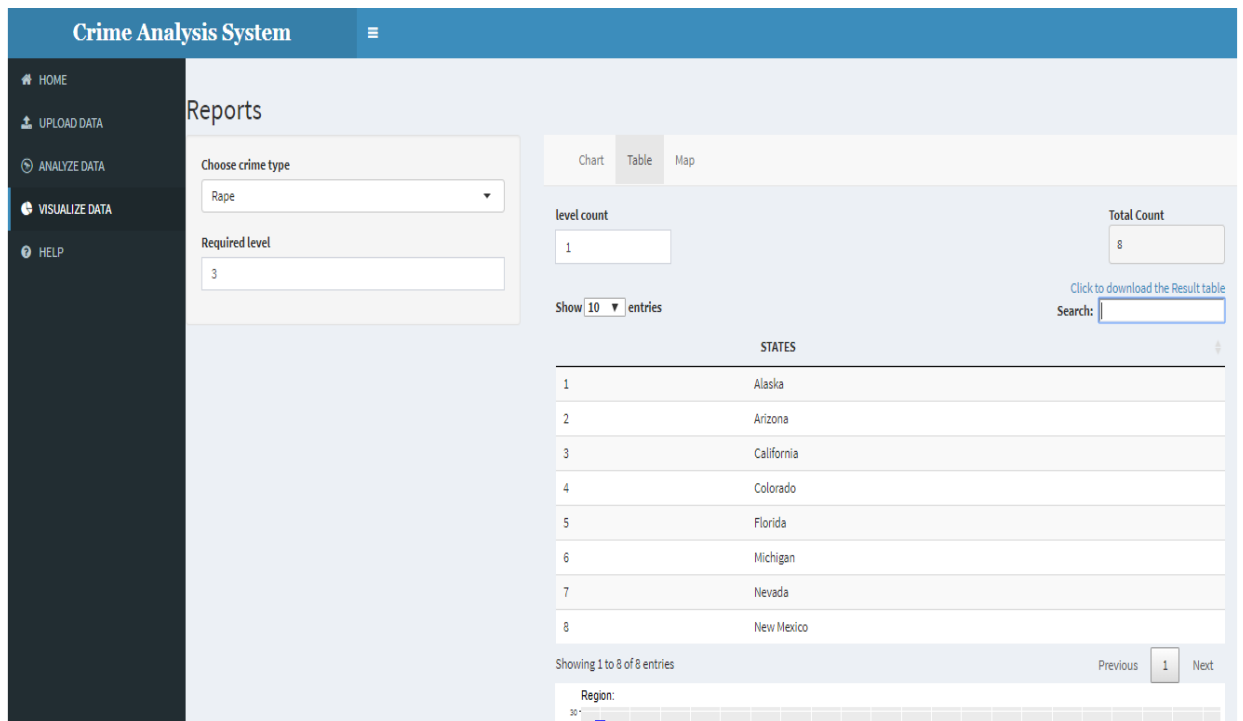 Crime Analysis System
HOME
UPLOAD DATA
ANALYZE DATA
VISUALIZE DATA
HELP
Reports
Choose crime type
Rape
Required level
3
Chart Table Map
level count
1
Total Count
8
Click to download the Result table
Show 10 entries
Search:
STATES
1 Alaska
2 Arizona
3 California
4 Colorado
5 Florida
6 Michigan
7 Nevada
8 New Mexico
Showing 1 to 8 of 8 entries
Previous 1 Next
Region:
30